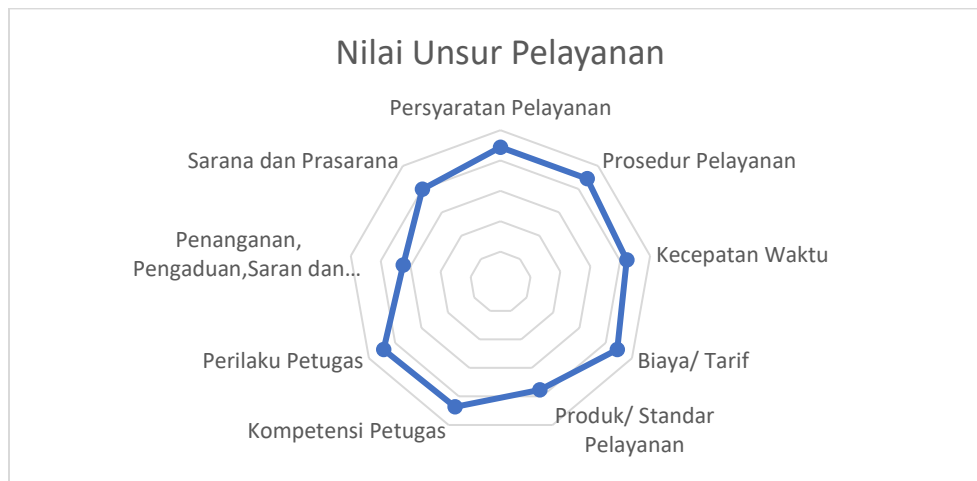 Nilai Unsur Pelayanan
Persyaratan Pelayanan
Prosedur Pelayanan
Kecepatan Waktu
Biaya/ Tarif
Produk/ Standar
Pelayanan
Kompetensi Petugas
Perilaku Petugas
Penanganan,
Pengaduan,Saran dan…
Sarana dan Prasarana